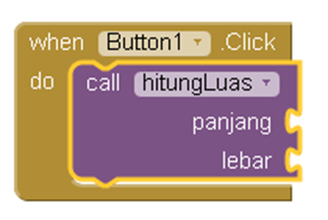 when Button1 .Click
do call hitungLuas
panjang
lebar